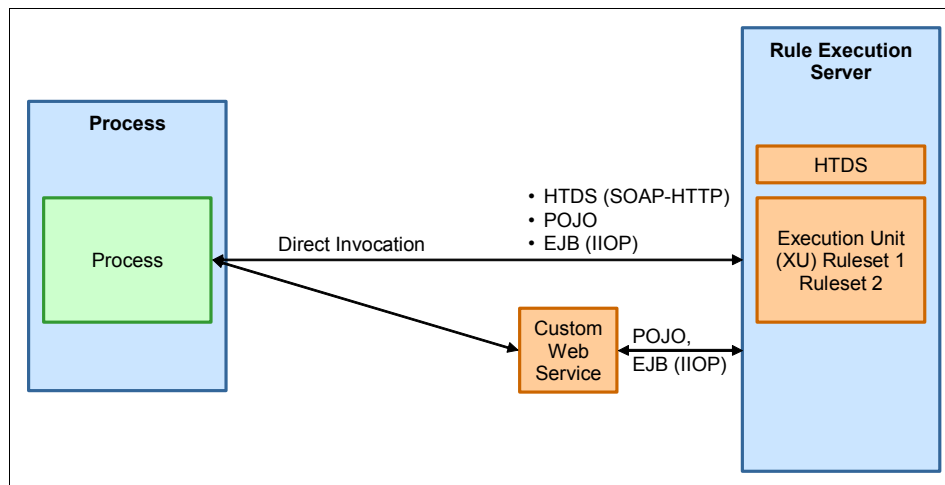 Process
Process
Direct Invocation
• HTDS (SOAP-HTTP)
• POJO
• EJB (IIOP)
Custom
Web
Service
POJO,
EJB (IIOP)
Rule Execution
Server
HTDS
Execution Unit
(XU) Ruleset 1
Ruleset 2